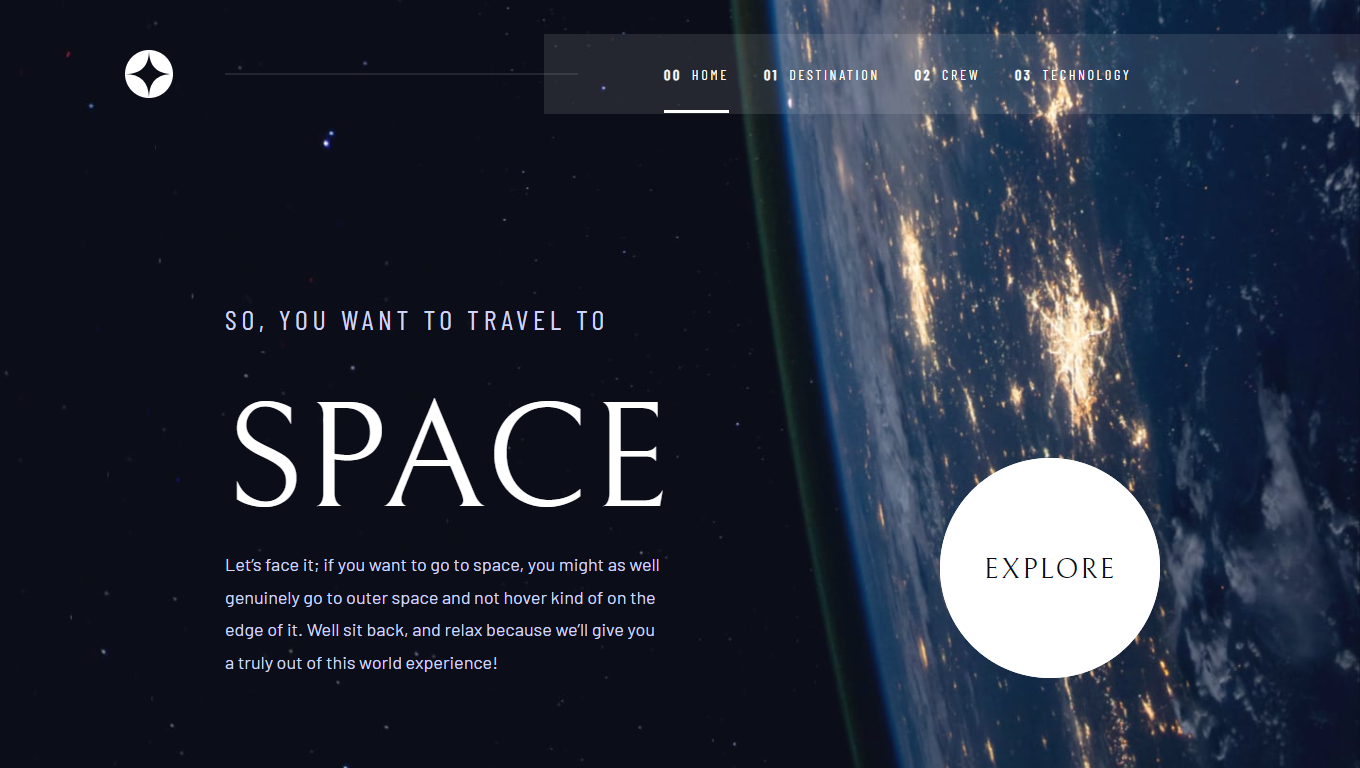 00 HOME 01 DESTINATION 02 CREW 03 TECHNOLOGY
SO, YOU WANT TO TRAVEL TO
SPACE
Let’s face it; if you want to go to space, you might as well
genuinely go to outer space and not hover kind of on the
edge of it. Well sit back, and relax because we’ll give you
a truly out of this world experience!
EXPLORE